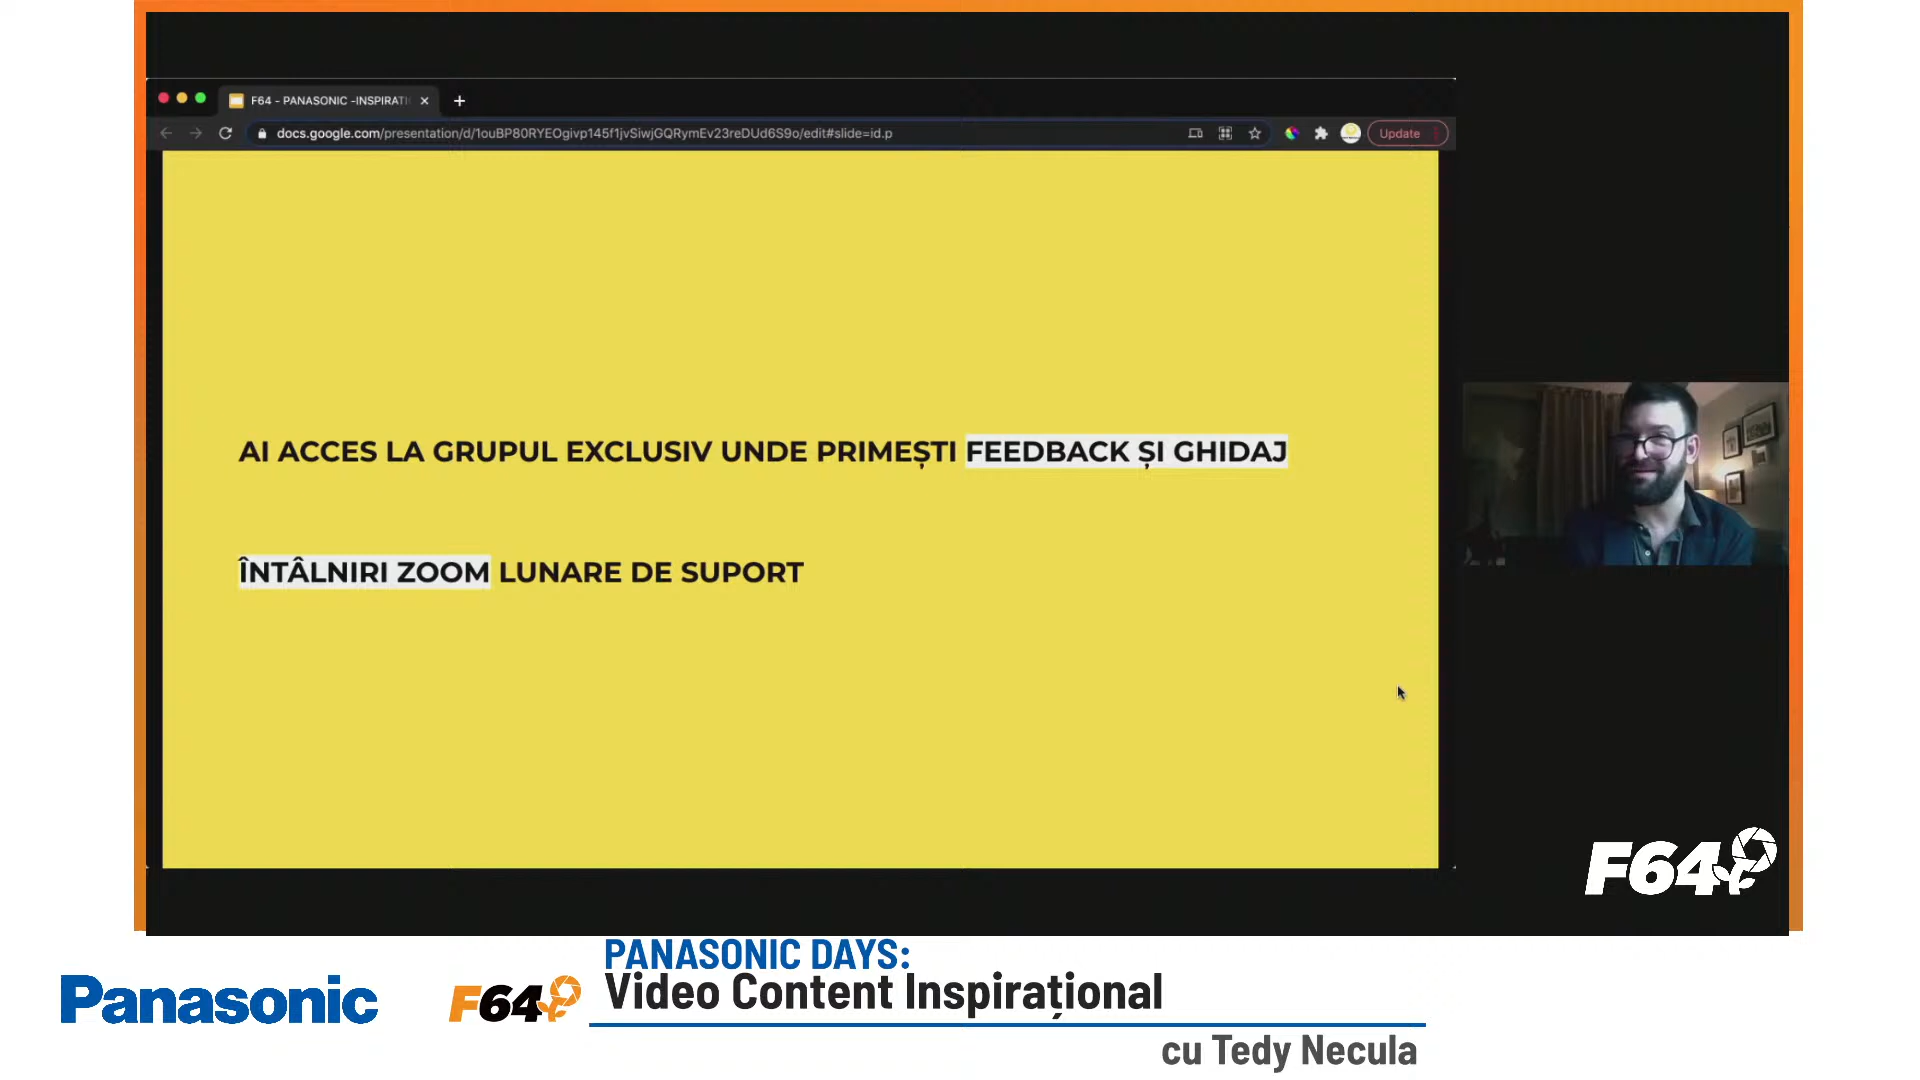 F64 - PANASONIC -INSPIRATI
docs.google.com/presentation/d/1ouBP80RYEOgivp145f1jvSiwjGQRymEv23reDUd6S9o/edit#slide=id.p
Update
AI ACCES LA GRUPUL EXCLUSIV UNDE PRIMEȘTI FEEDBACK ȘI GHIDAJ
ÎNTÂLNIRI ZOOM LUNARE DE SUPORT
F64
Panasonic
F64
PANASONIC DAYS:
Video Content Inspirațional
cu Tedy Necula